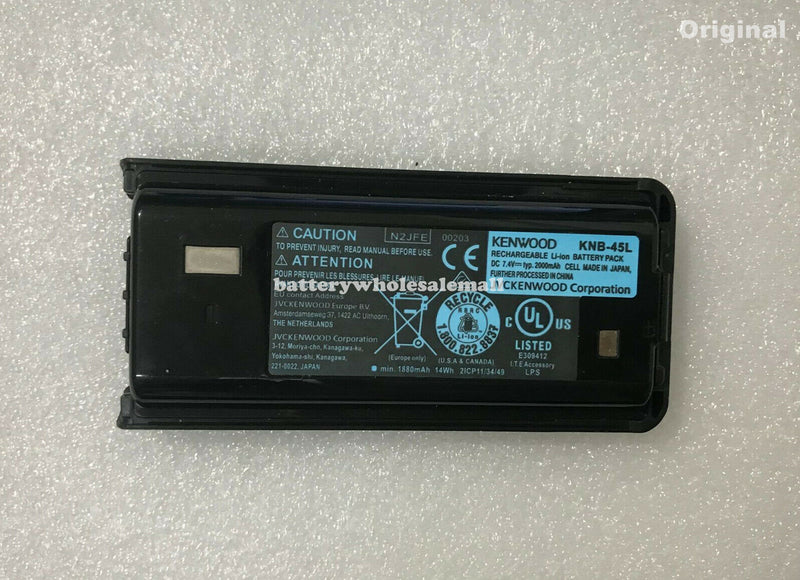 Original
CAUTION N2JFE 00203
TO PREVENT INJURY, READ MANUAL BEFORE USE.
ATTENTION
POUR PREVENIR LES BLESSURES, LIRE LE MANUEL
batterywholesalemall
EU contact Address
JVCKENWOOD Europe B.V.
Amsterdamseweg 37, 1422 AC Uithoorn,
THE NETHERLANDS
JVCKENWOOD Corporation
3-12, Moriya-cho, Kanagawa-ku,
Yokohama-shi, Kanagawa,
221-0022, JAPAN
CE
(Europe only)
RECYCLE
RBRC
Li-ion
1.800.822.8837
(U.S.A & CANADA)
min. 1880mAh 14Wh 2ICP11/34/49
KENWOOD KNB-45L
RECHARGEABLE Li-ion BATTERY PACK
DC 7.4V typ. 2000mAh CELL MADE IN JAPAN,
FURTHER PROCESSED IN CHINA
JVCKENWOOD Corporation
C UL US
LISTED
E309412
I.T.E Accessory
LPS